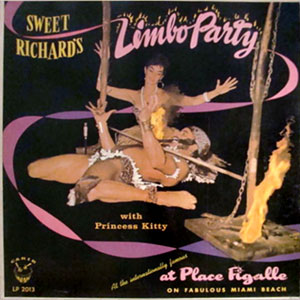 SWEET
RICHARD'S
Limbo Party
with
Princess Kitty
At the internationally famous
at Place Pigalle
ON FABULOUS MIAMI BEACH
LP 2013